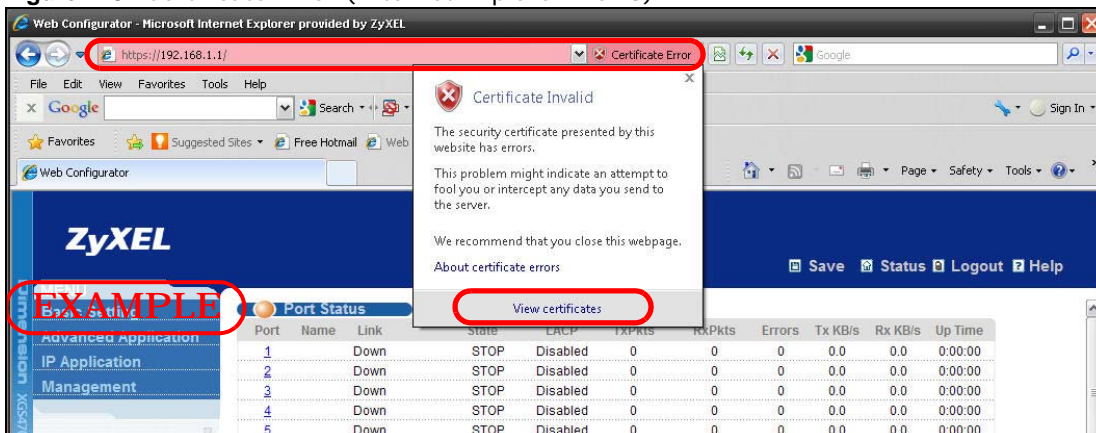 Web Configurator - Microsoft Internet Explorer provided by ZyXEL
https://192.168.1.1/
Certificate Error
Google
File Edit View Favorites Tools Help
x Google
Search
Sign In
Favorites
Suggested Sites
Free Hotmail
Web
Web Configurator
Page
Safety
Tools
Certificate Invalid
x
The security certificate presented by this
website has errors.
This problem might indicate an attempt to
fool you or intercept any data you send to
the server.
We recommend that you close this webpage.
About certificate errors
View certificates
ZyXEL
Save Status Logout Help
MENU
EXAMPLE
Basic Setting
Advanced Application
IP Application
Management
Dimension
Port Status
Port Name Link State LACP TxPkts RxPkts Errors Tx KB/s Rx KB/s Up Time
1 Down STOP Disabled 0 0 0 0.0 0.0 0:00:00
2 Down STOP Disabled 0 0 0 0.0 0.0 0:00:00
3 Down STOP Disabled 0 0 0 0.0 0.0 0:00:00
4 Down STOP Disabled 0 0 0 0.0 0.0 0:00:00
5 Down STOP Disabled 0 0 0 0.0 0.0 0:00:00